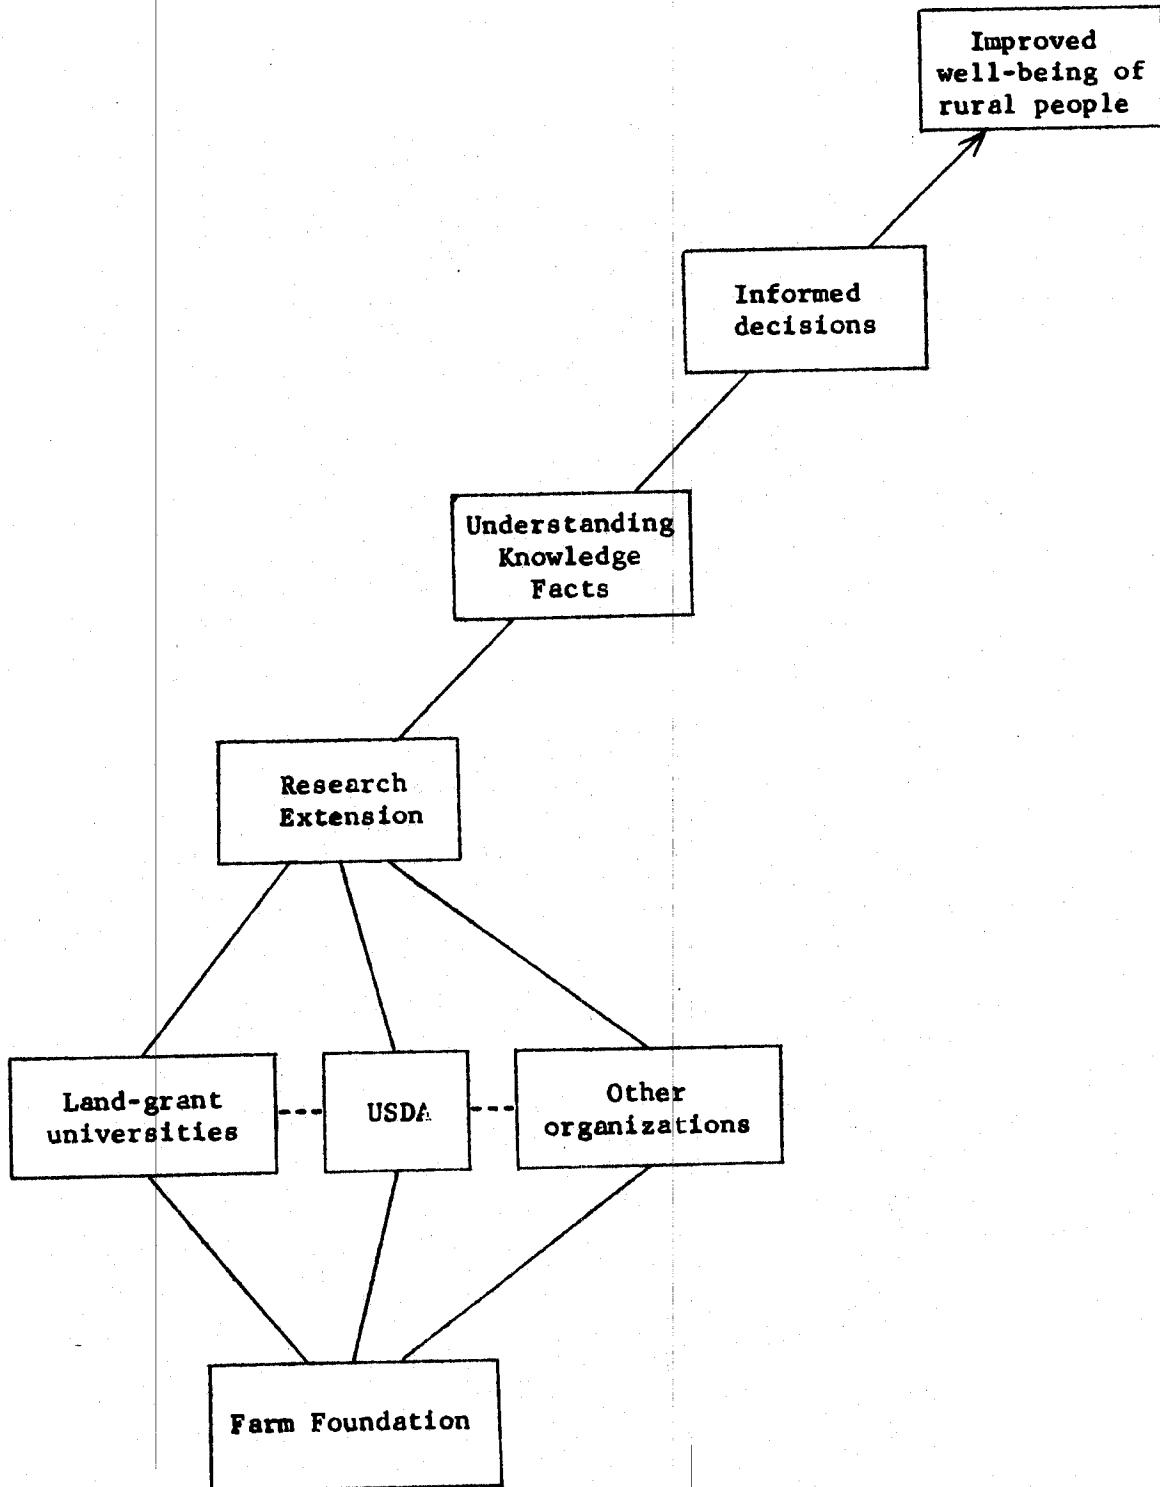 Improved
well-being of
rural people
Informed
decisions
Understanding
Knowledge
Facts
Research
Extension
Land-grant
universities
USDA
Other
organizations
Farm Foundation